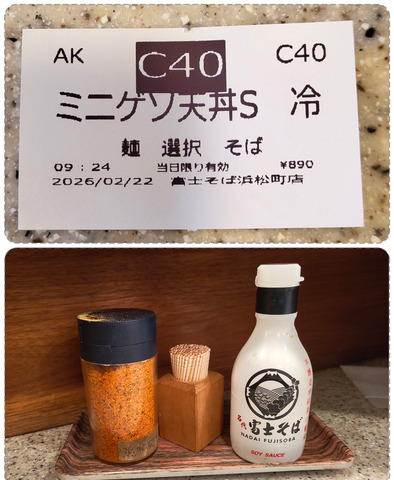 AK C40 C40
ミニゲソ天丼S 冷
麺 選択 そば
09:24 当日限り有効 ¥890
2026/02/22 富士そば浜松町店
名代 富士そば
NADAI FUJISOBA
SOY SAUCE